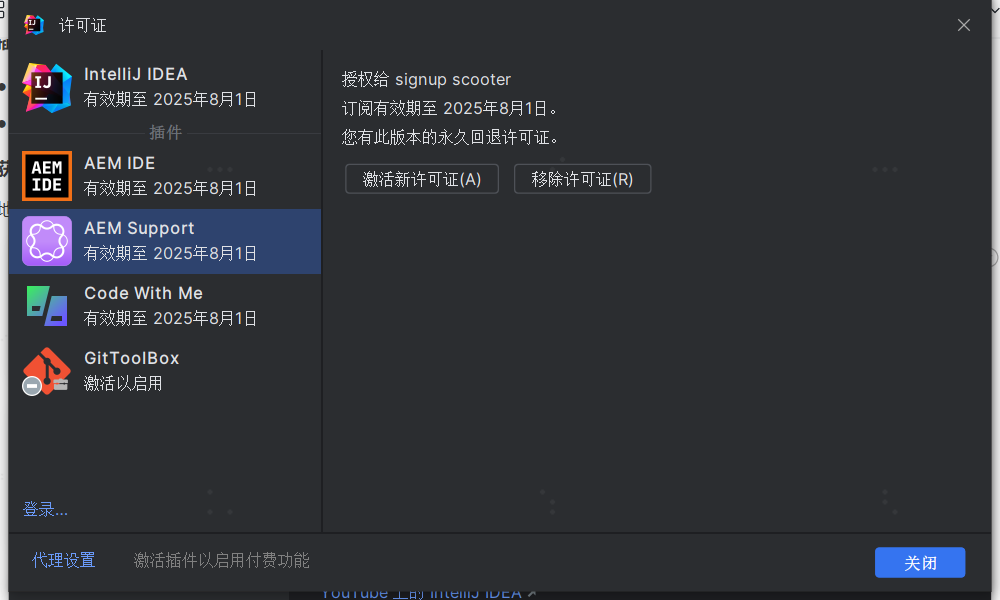 许可证
IJ
IntelliJ IDEA
有效期至 2025年8月1日
插件
AEM
IDE
AEM IDE
有效期至 2025年8月1日
AEM Support
有效期至 2025年8月1日
Code With Me
有效期至 2025年8月1日
GitToolBox
激活以启用
登录...
授权给 signup scooter
订阅有效期至 2025年8月1日。
您有此版本的永久回退许可证。
激活新许可证(A)
移除许可证(R)
代理设置
激活插件以启用付费功能
关闭
YouTube 上的 IntelliJ IDEA ↗